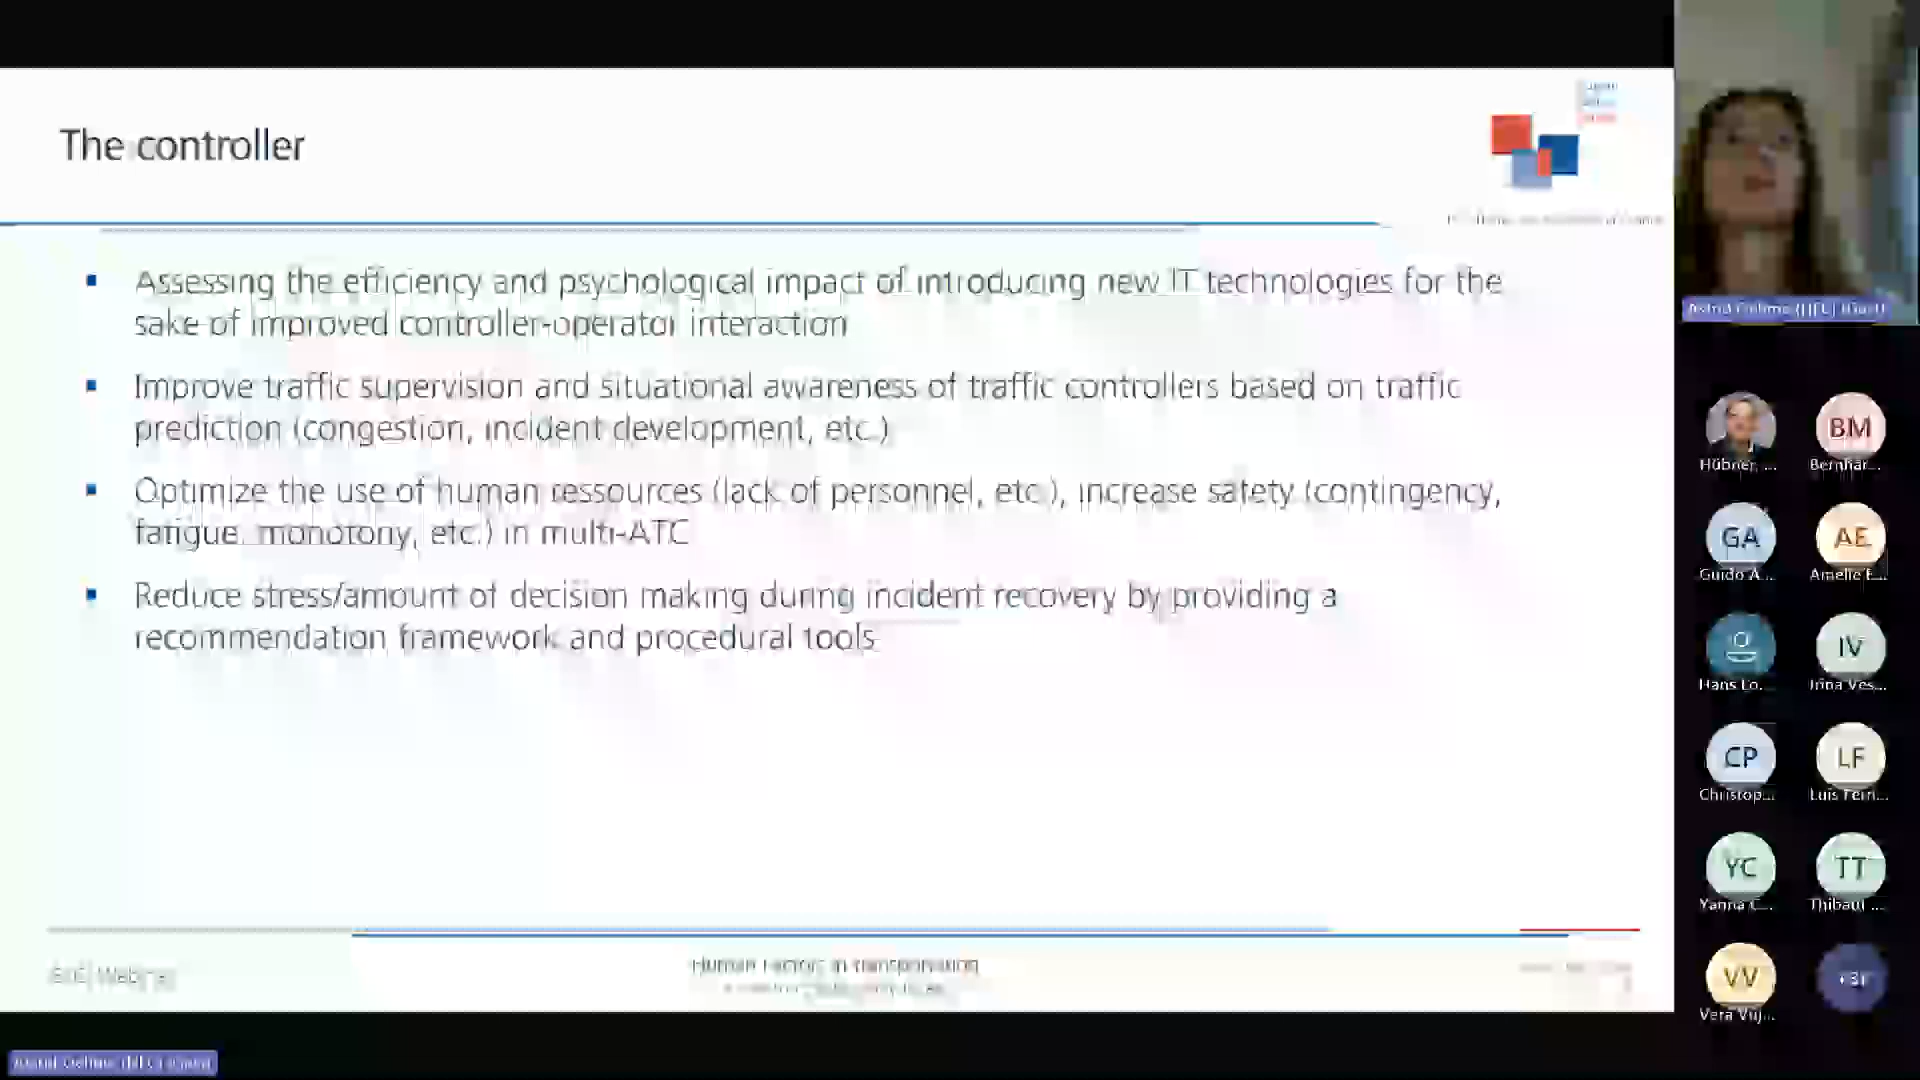 The controller
Assessing the efficiency and psychological impact of introducing new IT technologies for the
sake of improved controller-operator interaction
Improve traffic supervision and situational awareness of traffic controllers based on traffic
prediction (congestion, incident development, etc.)
Optimize the use of human ressources (lack of personnel, etc.), increase safety (contingency,
fatigue, monotony, etc.) in multi-ATC
Reduce stress/amount of decision making during incident recovery by providing a
recommendation framework and procedural tools
Webinar
Human Factors in transportation
Astrid
Hübner, ...
BM
Bernhar...
GA
Guido A...
AE
Amelie E...
Hans Lo...
IV
Irina Ves...
CP
Christop...
LF
Luis Fern...
YC
Yanna C...
TT
Thibaut ...
VV
Vera Vuj...